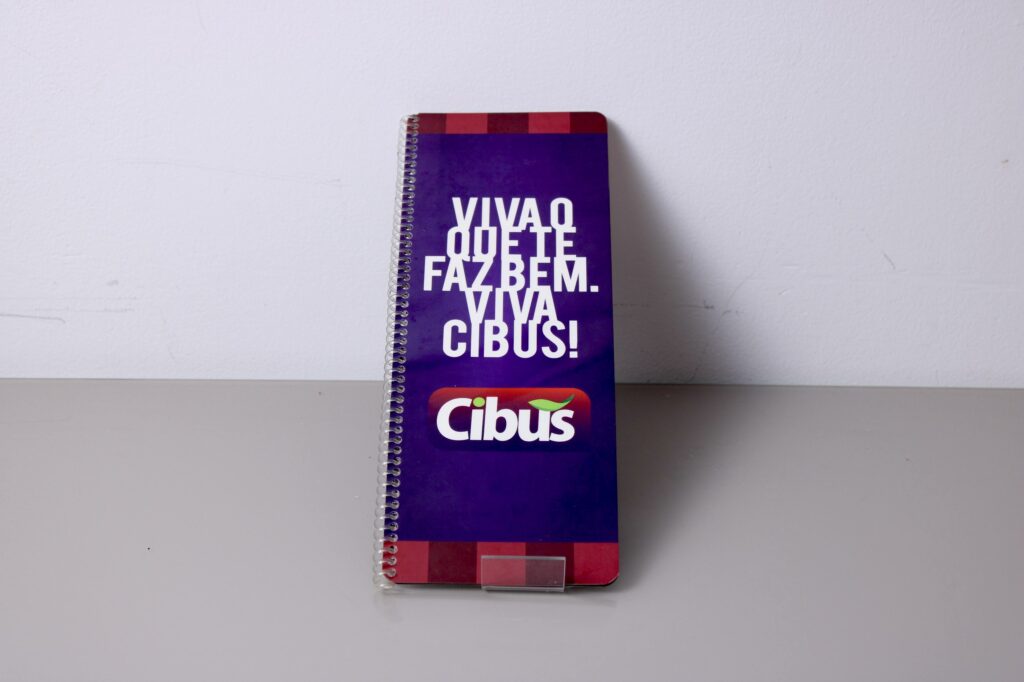 VIVA O
QUE TE
FAZ BEM.
VIVA
CIBUS!
Cibus